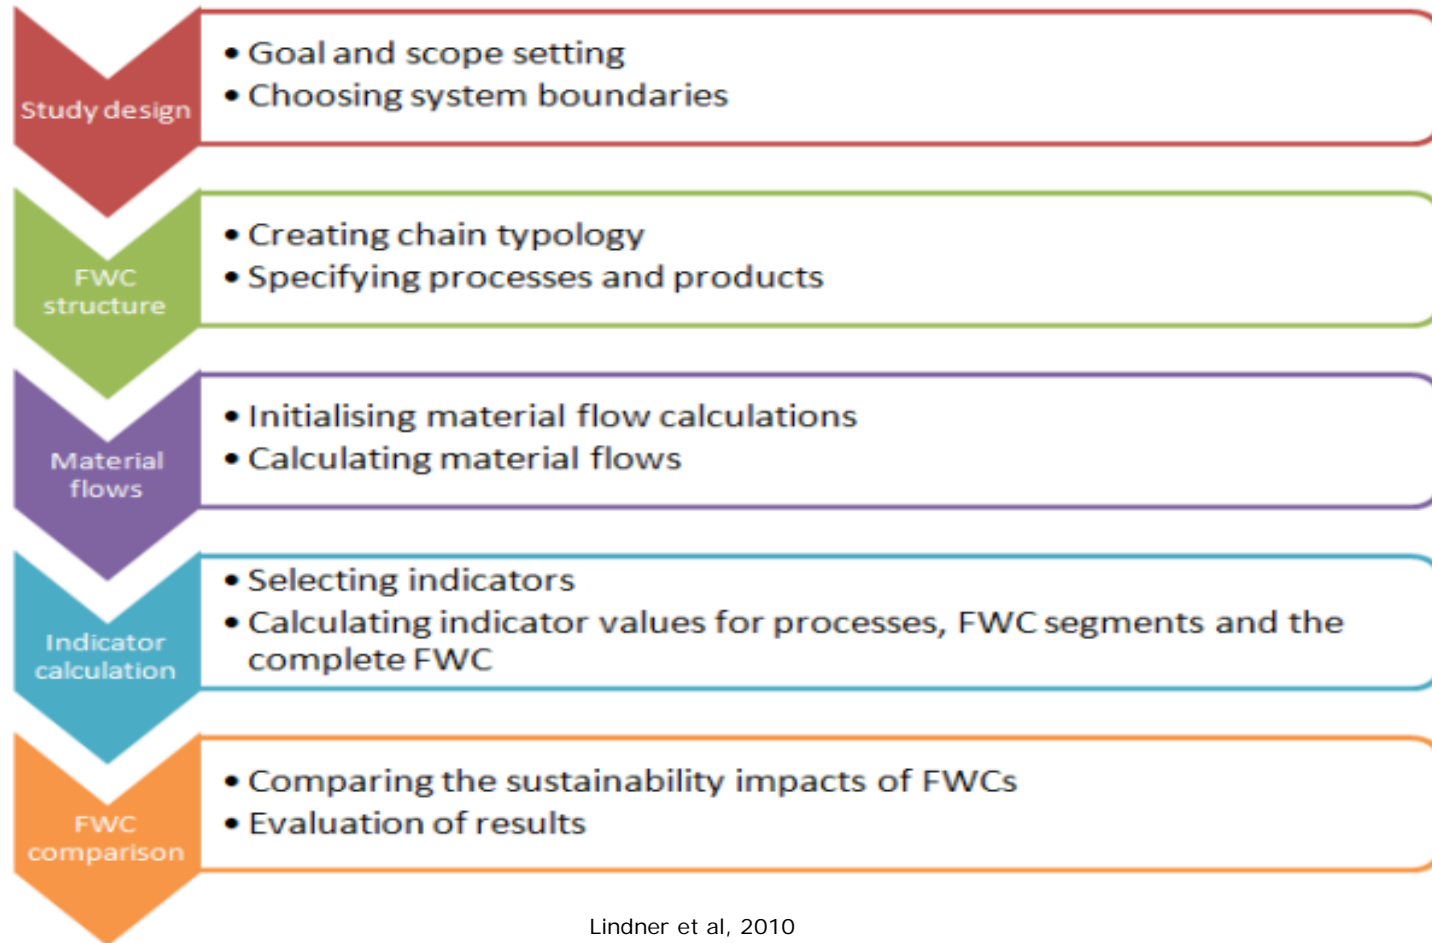 Study design
• Goal and scope setting
• Choosing system boundaries
FWC
structure
• Creating chain typology
• Specifying processes and products
Material
flows
• Initialising material flow calculations
• Calculating material flows
Indicator
calculation
• Selecting indicators
• Calculating indicator values for processes, FWC segments and the
complete FWC
FWC
comparison
• Comparing the sustainability impacts of FWCs
• Evaluation of results
Lindner et al, 2010